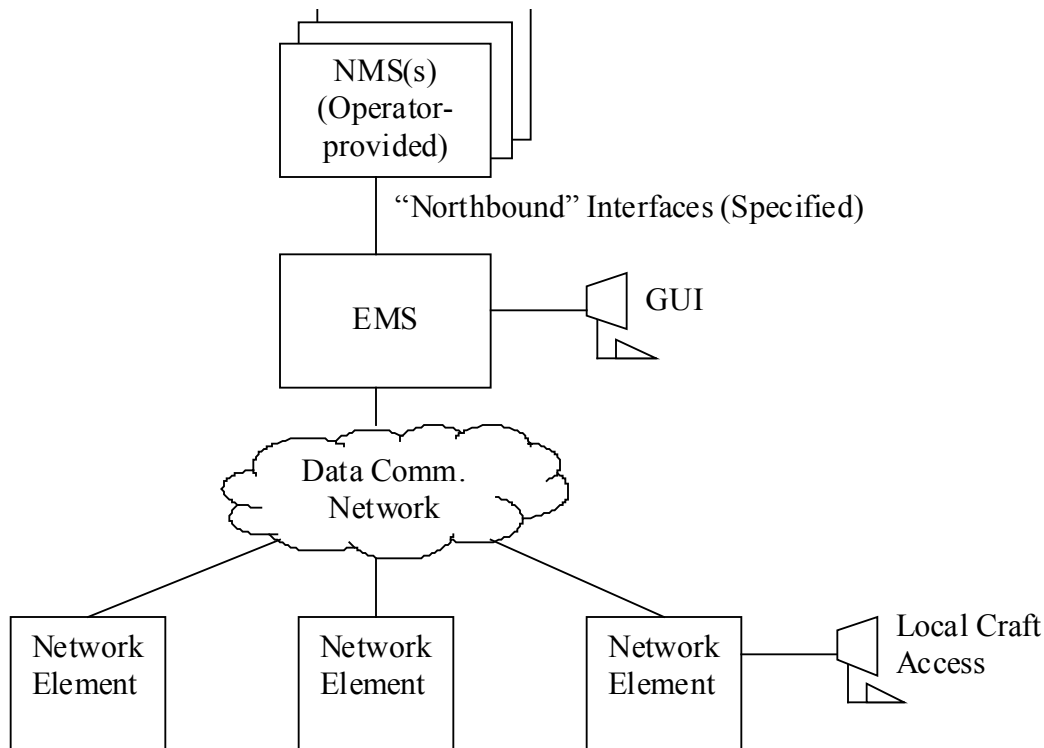 NMS(s)
(Operator-
provided)
“Northbound” Interfaces (Specified)
EMS
GUI
Data Comm.
Network
Network
Element
Network
Element
Network
Element
Local Craft
Access